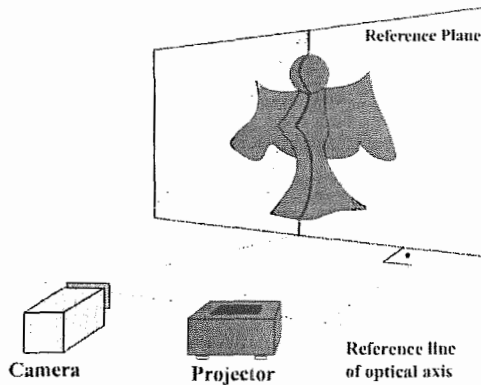 Reference Plane
Camera
Projector
Reference line
of optical axis